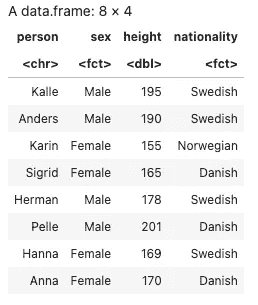 A data.frame: 8 × 4
person sex height nationality
<chr> <fct> <dbl> <fct>
Kalle Male 195 Swedish
Anders Male 190 Swedish
Karin Female 155 Norwegian
Sigrid Female 165 Danish
Herman Male 178 Swedish
Pelle Male 201 Danish
Hanna Female 169 Swedish
Anna Female 170 Danish